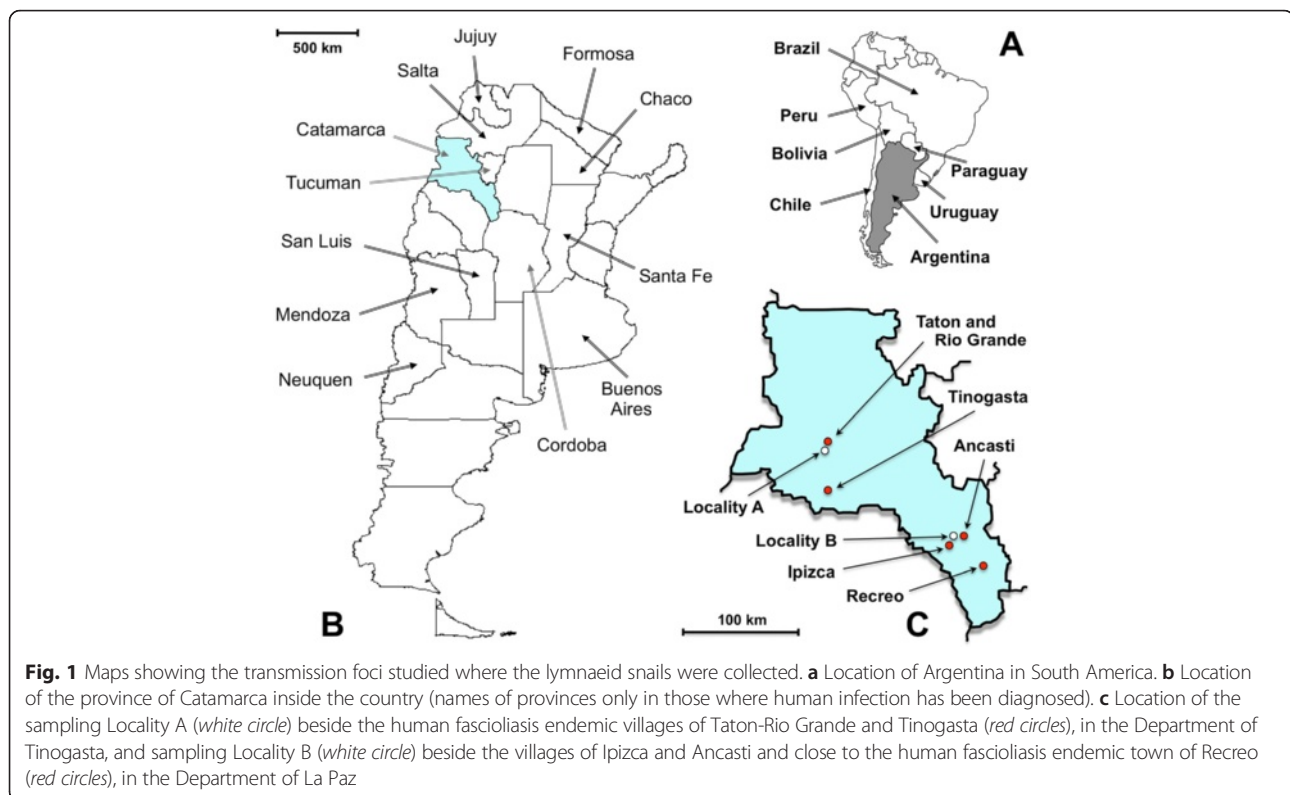 500 km
Jujuy
Salta
Formosa
Chaco
Catamarca
Tucuman
San Luis
Santa Fe
Mendoza
Neuquen
Buenos
Aires
Cordoba
B
A
Brazil
Peru
Bolivia
Paraguay
Chile
Uruguay
Argentina
Taton and
Rio Grande
Tinogasta
Ancasti
Locality A
Locality B
Ipizca
Recreo
100 km
C
Fig. 1 Maps showing the transmission foci studied where the lymnaeid snails were collected. a Location of Argentina in South America. b Location
of the province of Catamarca inside the country (names of provinces only in those where human infection has been diagnosed). c Location of the
sampling Locality A (white circle) beside the human fascioliasis endemic villages of Taton-Rio Grande and Tinogasta (red circles), in the Department of
Tinogasta, and sampling Locality B (white circle) beside the villages of Ipizca and Ancasti and close to the human fascioliasis endemic town of Recreo
(red circles), in the Department of La Paz